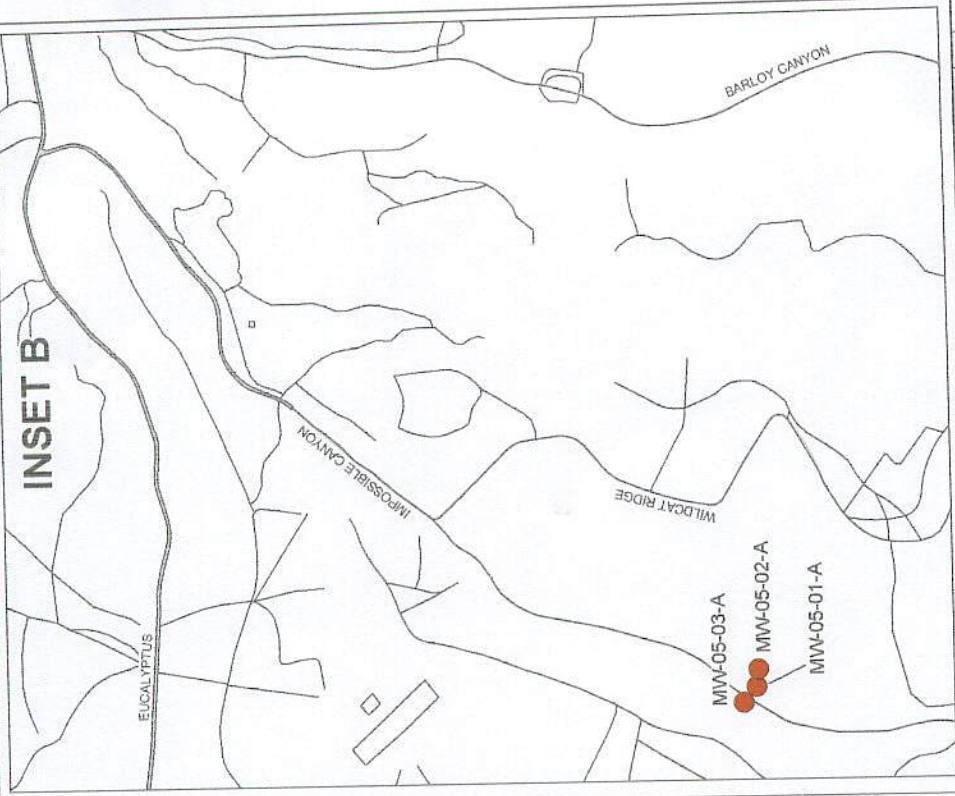 INSET B
EUCALYPTUS
BARLOY CANYON
IMPOSSIBLE CANYON
WILDCAT RIDGE
MW-05-03-A
MW-05-02-A
MW-05-01-A